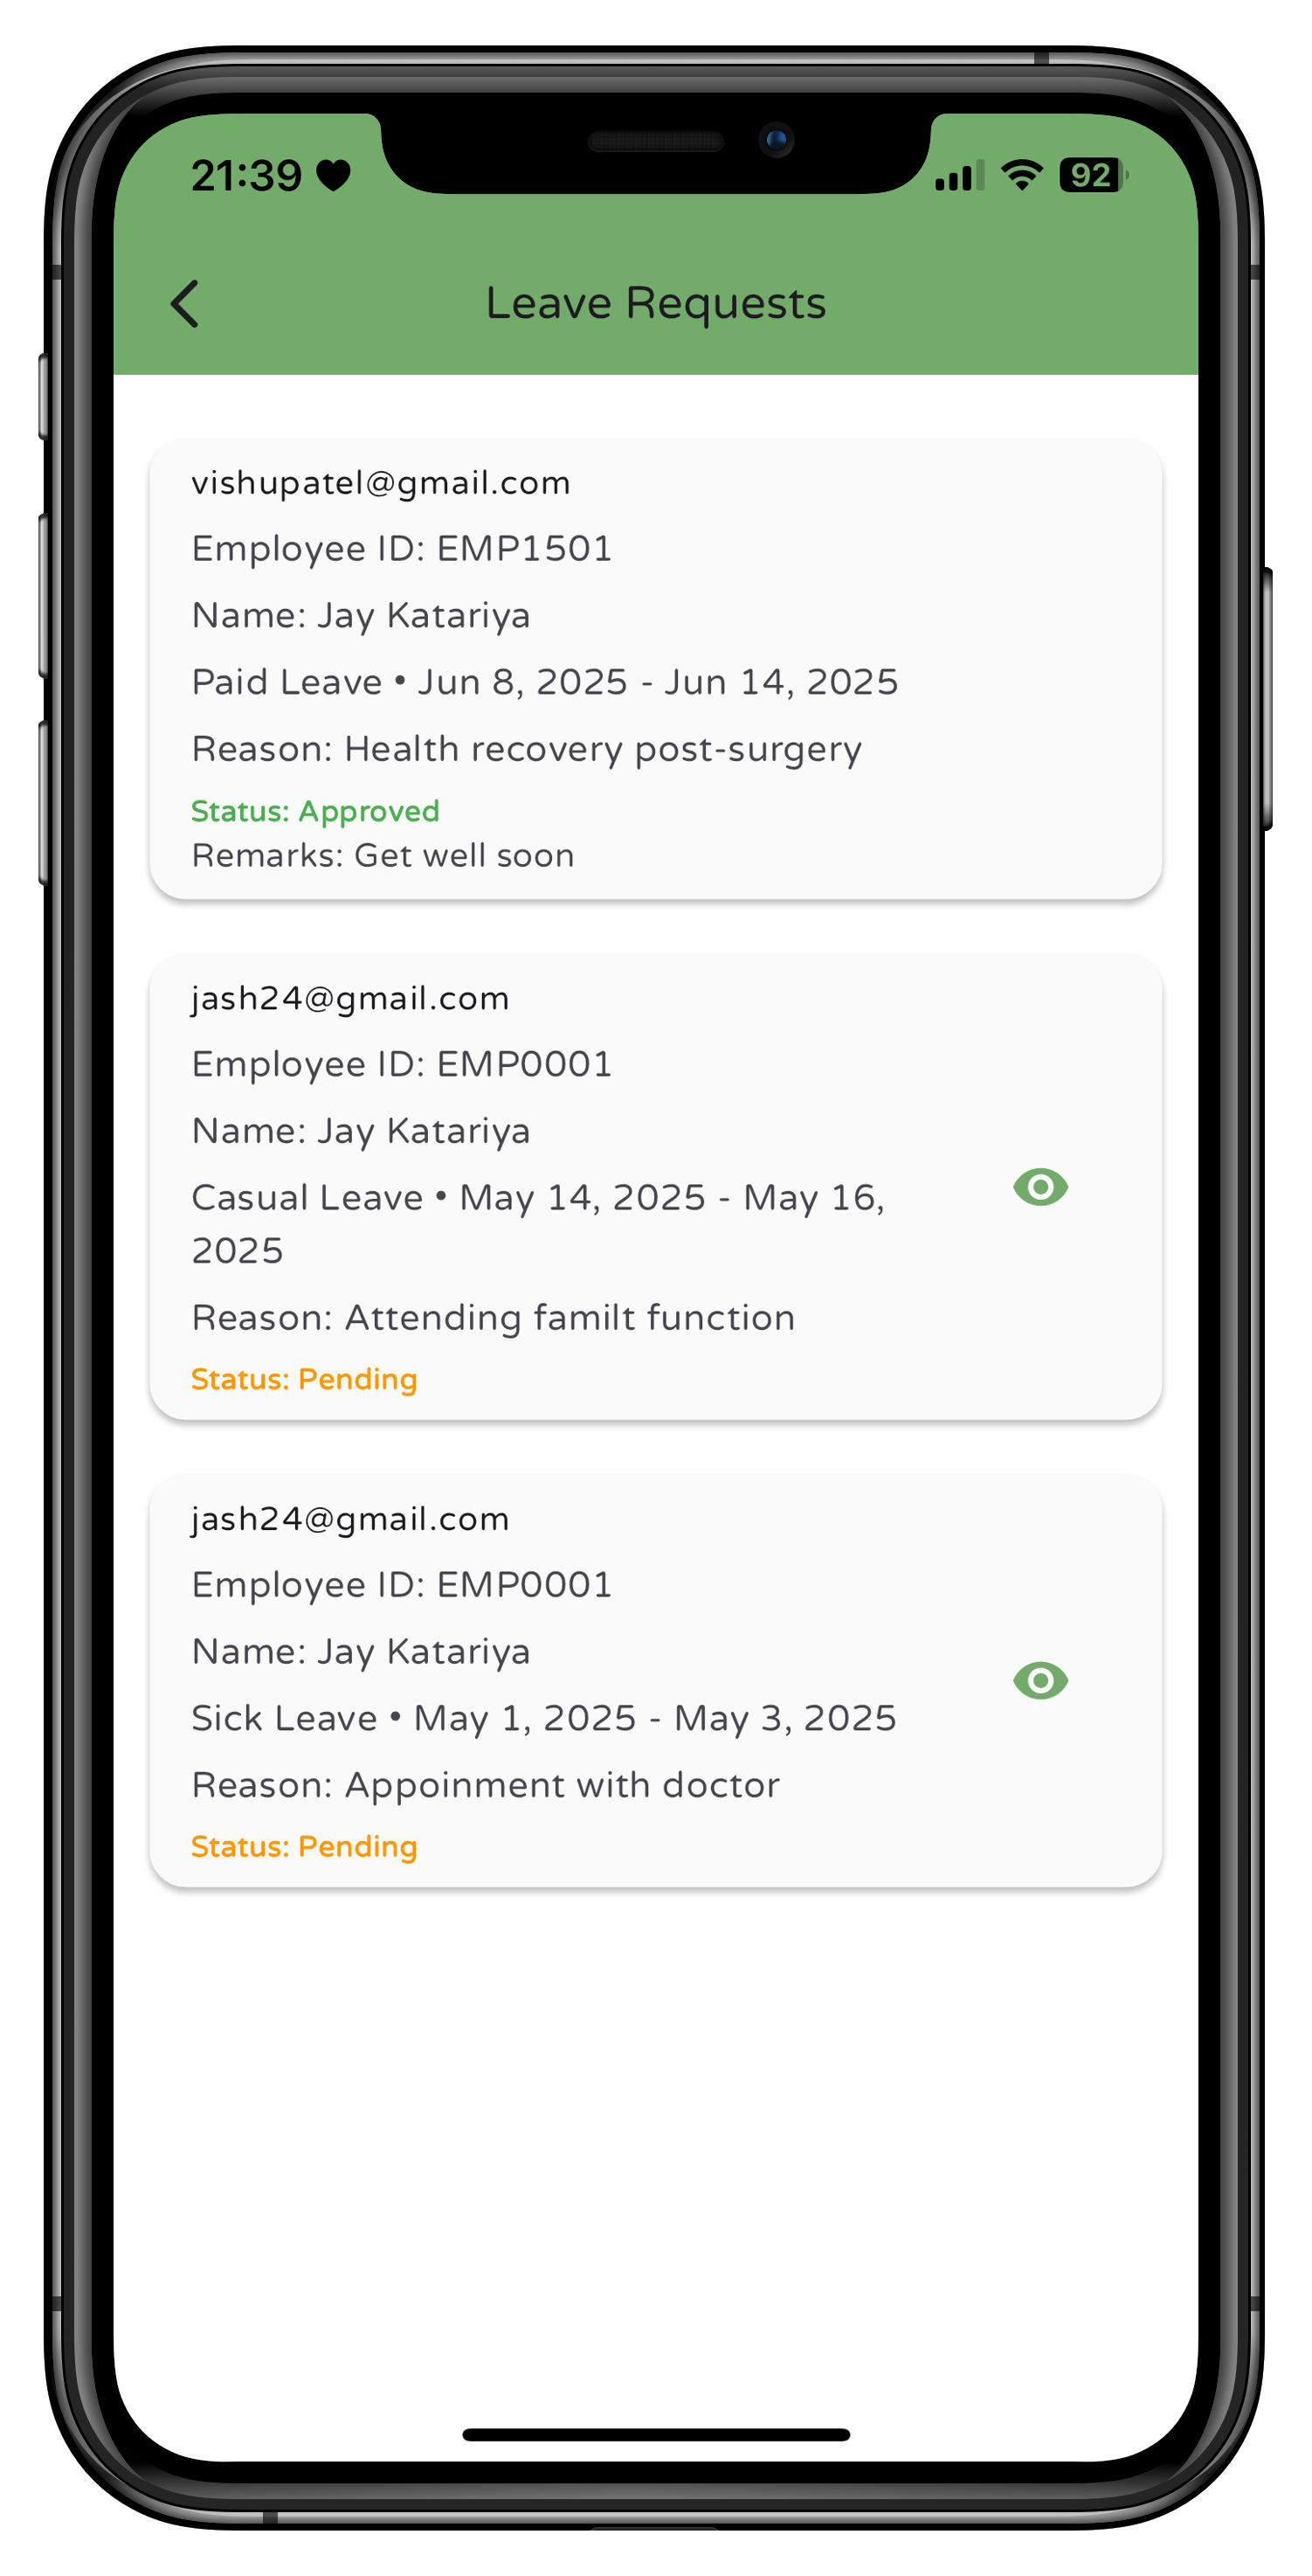 21:39
92
Leave Requests
vishupatel@gmail.com
Employee ID: EMP1501
Name: Jay Katariya
Paid Leave • Jun 8, 2025 - Jun 14, 2025
Reason: Health recovery post-surgery
Status: Approved
Remarks: Get well soon
jash24@gmail.com
Employee ID: EMP0001
Name: Jay Katariya
Casual Leave • May 14, 2025 - May 16,
2025
Reason: Attending familt function
Status: Pending
jash24@gmail.com
Employee ID: EMP0001
Name: Jay Katariya
Sick Leave • May 1, 2025 - May 3, 2025
Reason: Appoinment with doctor
Status: Pending